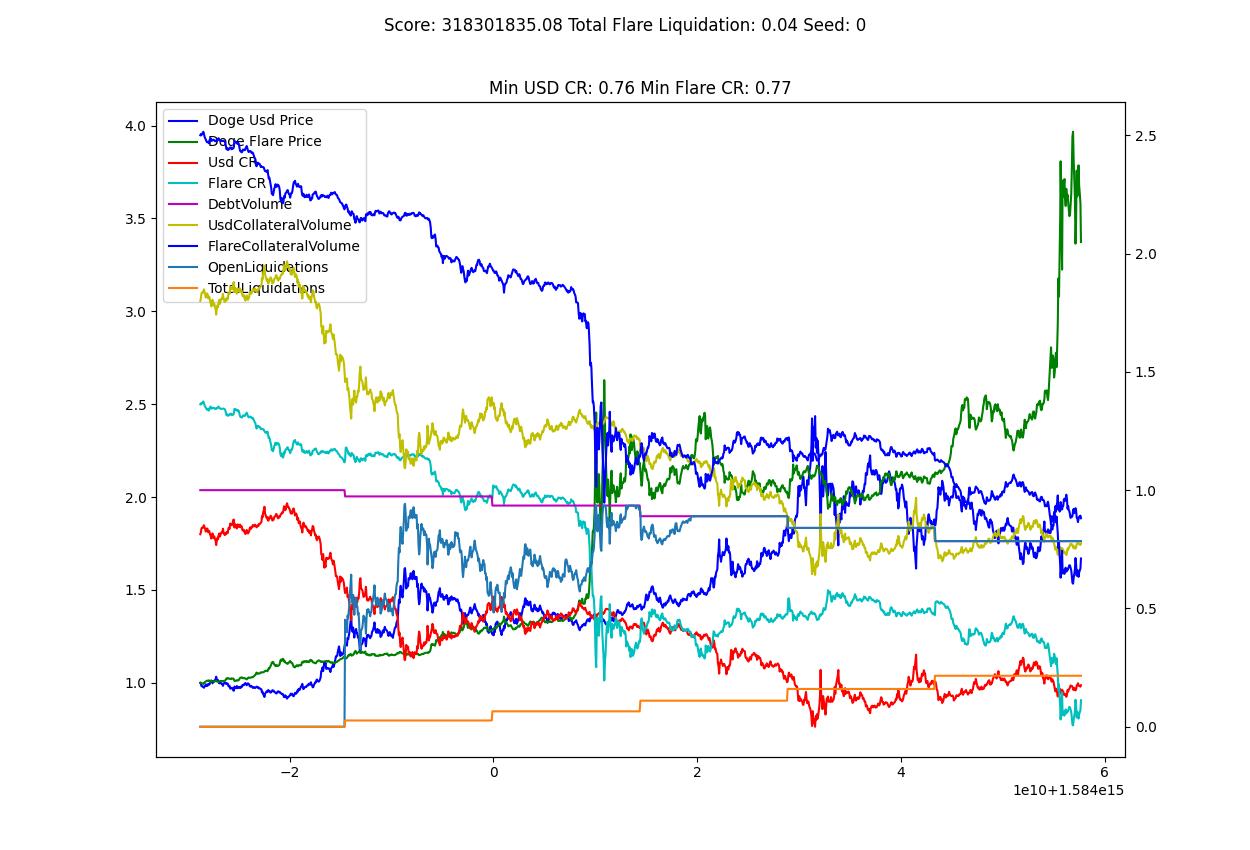 Score: 318301835.08 Total Flare Liquidation: 0.04 Seed: 0
Min USD CR: 0.76 Min Flare CR: 0.77
Doge Usd Price
Doge Flare Price
Usd CR
Flare CR
DebtVolume
UsdCollateralVolume
FlareCollateralVolume
OpenLiquidations
TotalLiquidations
4.0
3.5
3.0
2.5
2.0
1.5
1.0
2.5
2.0
1.5
1.0
0.5
0.0
−2
0
2
4
6
1e10+1.584e15